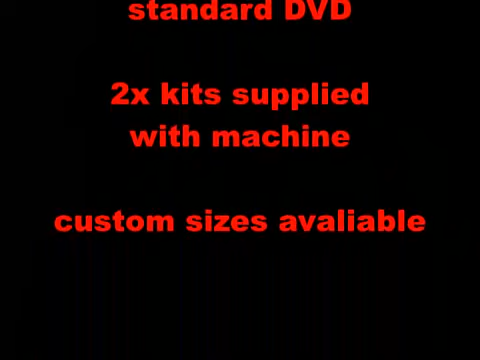 standard DVD
2x kits supplied
with machine
custom sizes avaliable